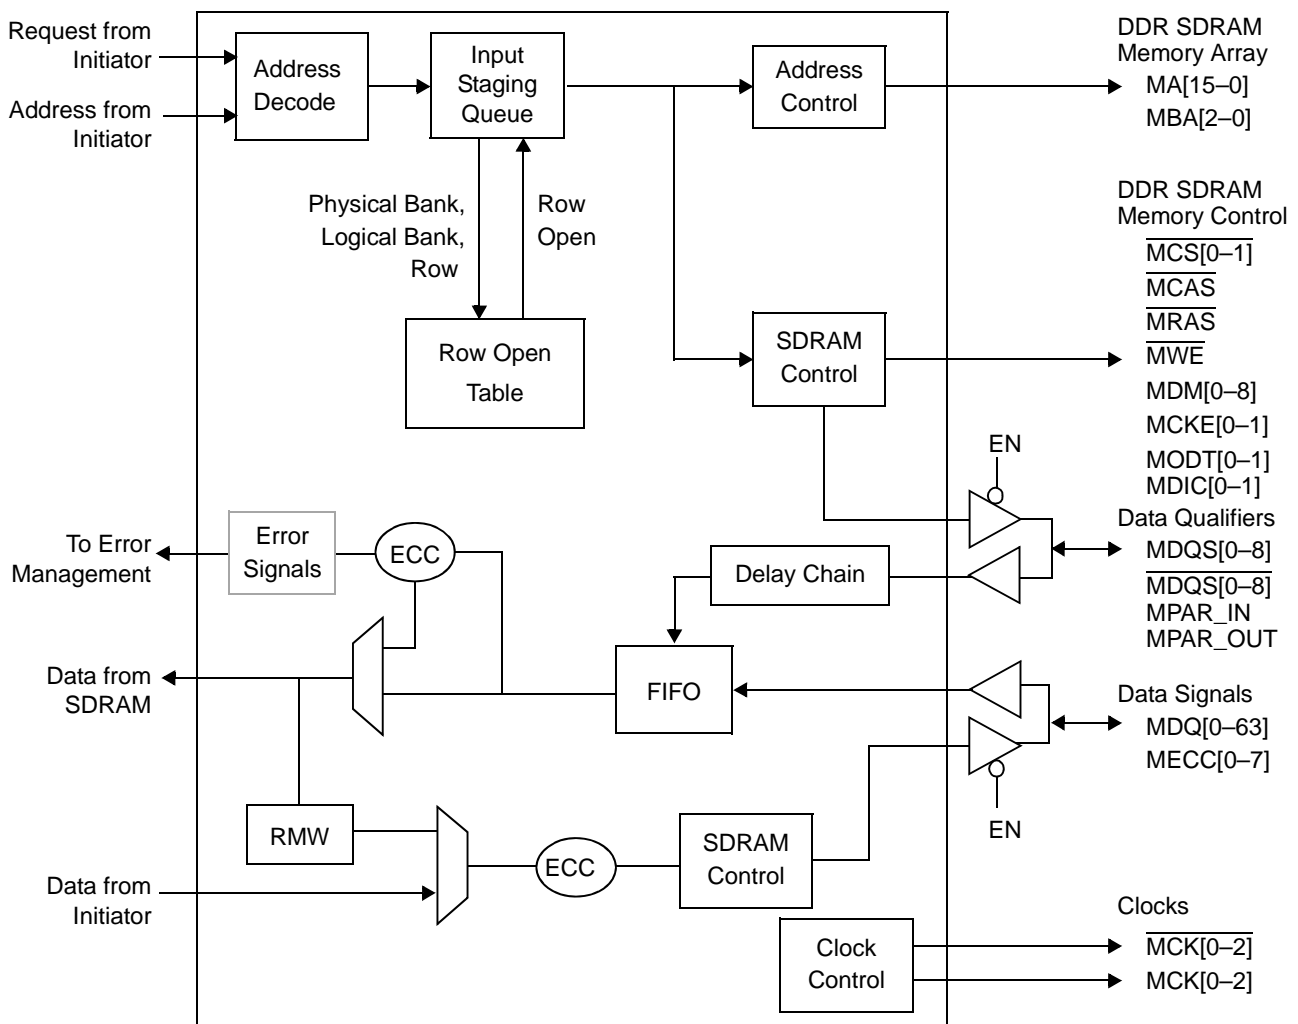 Request from
Initiator
Address from
Initiator
Address
Decode
Input
Staging
Queue
Address
Control
DDR SDRAM
Memory Array
MA[15–0]
MBA[2–0]
Physical Bank,
Logical Bank,
Row
Row
Open
Row Open
Table
SDRAM
Control
DDR SDRAM
Memory Control
MCS[0–1]
MCAS
MRAS
MWE
MDM[0–8]
MCKE[0–1]
MODT[0–1]
MDIC[0–1]
EN
Data Qualifiers
MDQS[0–8]
MDQS[0–8]
MPAR_IN
MPAR_OUT
To Error
Management
Error
Signals
ECC
Delay Chain
Data from
SDRAM
FIFO
Data Signals
MDQ[0–63]
MECC[0–7]
EN
RMW
ECC
SDRAM
Control
Data from
Initiator
Clock
Control
Clocks
MCK[0–2]
MCK[0–2]